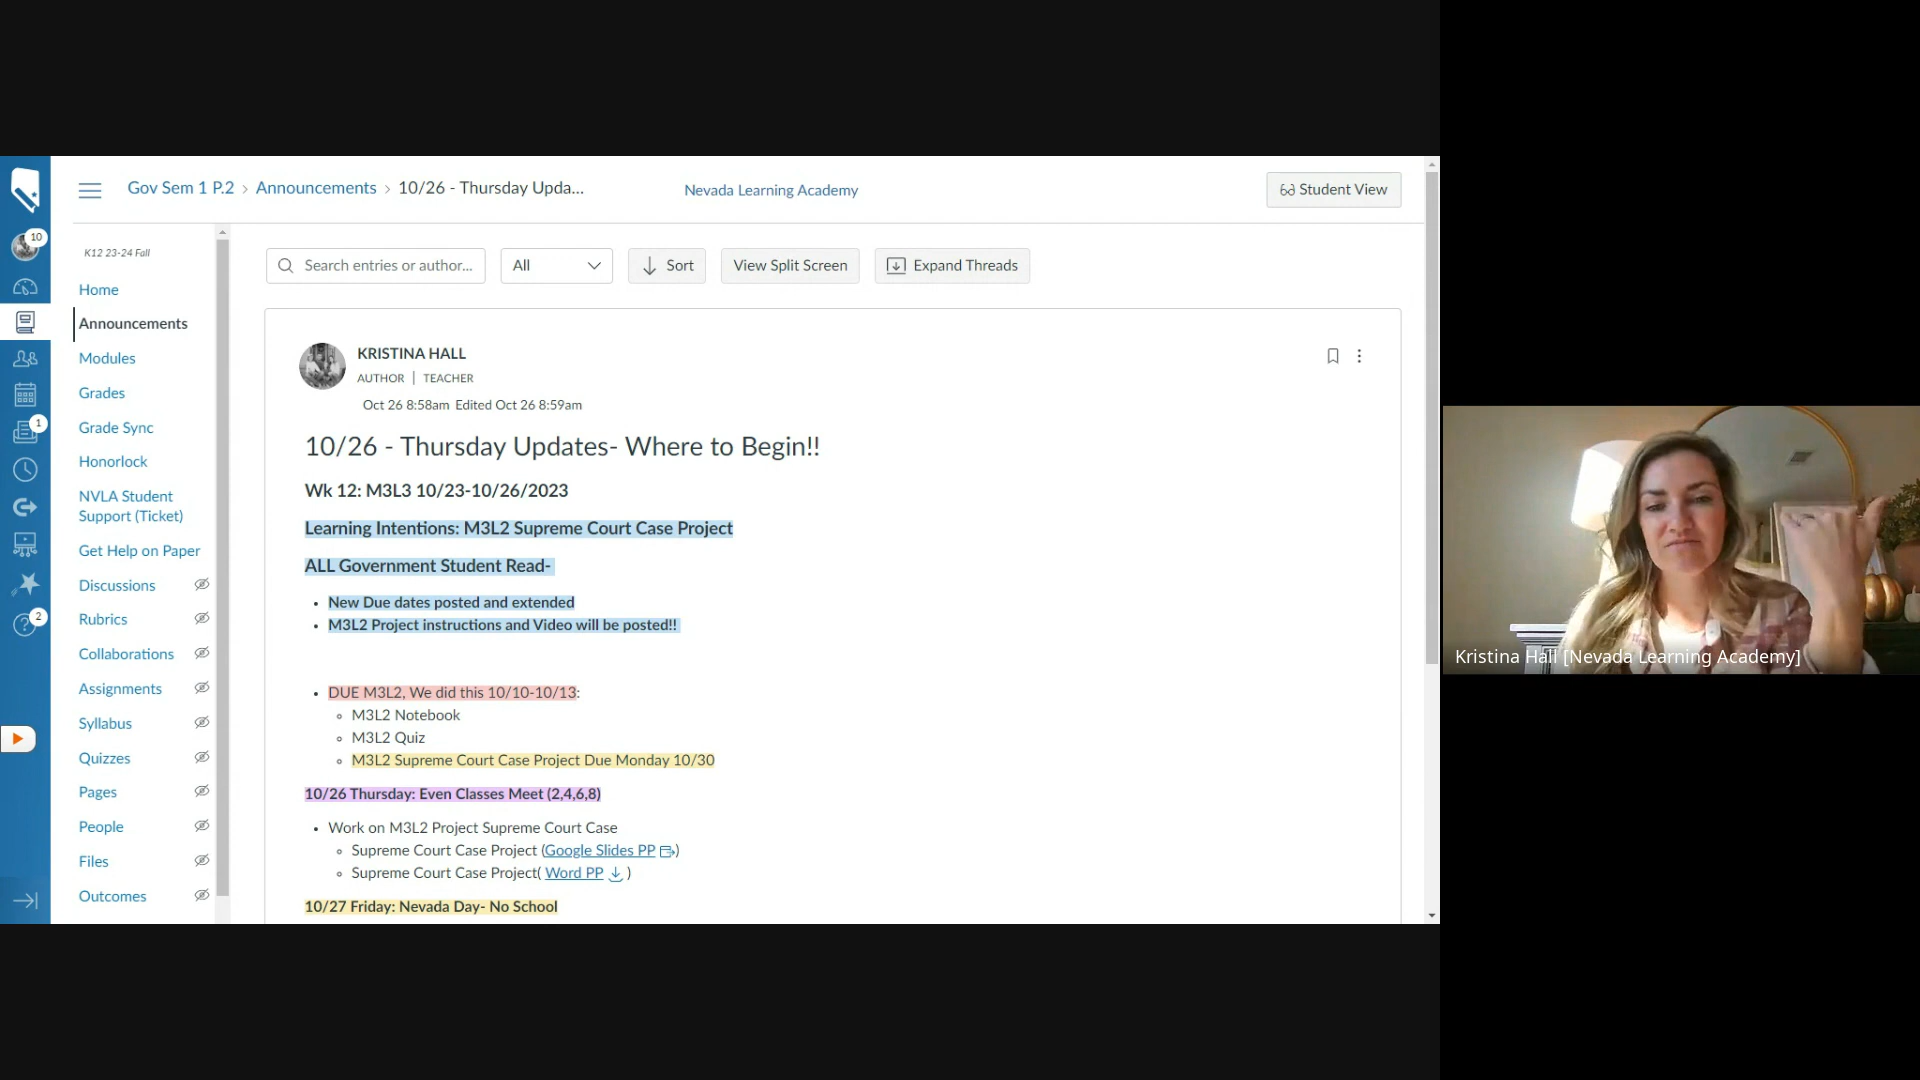 Gov Sem 1 P.2 › Announcements › 10/26 - Thursday Upda...
Nevada Learning Academy
Student View
10
K12 23-24 Fall
Home
Announcements
Modules
Grades
Grade Sync
Honorlock
NVLA Student
Support (Ticket)
Get Help on Paper
Discussions
Rubrics
Collaborations
Assignments
Syllabus
Quizzes
Pages
People
Files
Outcomes
1
2
Search entries or author...
All
Sort
View Split Screen
Expand Threads
KRISTINA HALL
AUTHOR | TEACHER
Oct 26 8:58am Edited Oct 26 8:59am
10/26 - Thursday Updates- Where to Begin!!
Wk 12: M3L3 10/23-10/26/2023
Learning Intentions: M3L2 Supreme Court Case Project
ALL Government Student Read-
• New Due dates posted and extended
• M3L2 Project instructions and Video will be posted!!
• DUE M3L2, We did this 10/10-10/13:
◦ M3L2 Notebook
◦ M3L2 Quiz
◦ M3L2 Supreme Court Case Project Due Monday 10/30
10/26 Thursday: Even Classes Meet (2,4,6,8)
• Work on M3L2 Project Supreme Court Case
◦ Supreme Court Case Project (Google Slides PP)
◦ Supreme Court Case Project( Word PP )
10/27 Friday: Nevada Day- No School
Kristina Hall [Nevada Learning Academy]